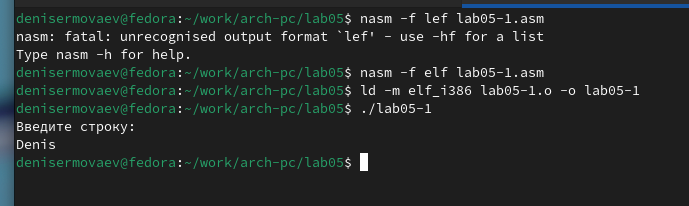 denisermovaev@fedora:~/work/arch-pc/lab05$ nasm -f lef lab05-1.asm
nasm: fatal: unrecognised output format `lef' - use -hf for a list
Type nasm -h for help.
denisermovaev@fedora:~/work/arch-pc/lab05$ nasm -f elf lab05-1.asm
denisermovaev@fedora:~/work/arch-pc/lab05$ ld -m elf_i386 lab05-1.o -o lab05-1
denisermovaev@fedora:~/work/arch-pc/lab05$ ./lab05-1
Введите строку:
Denis
denisermovaev@fedora:~/work/arch-pc/lab05$